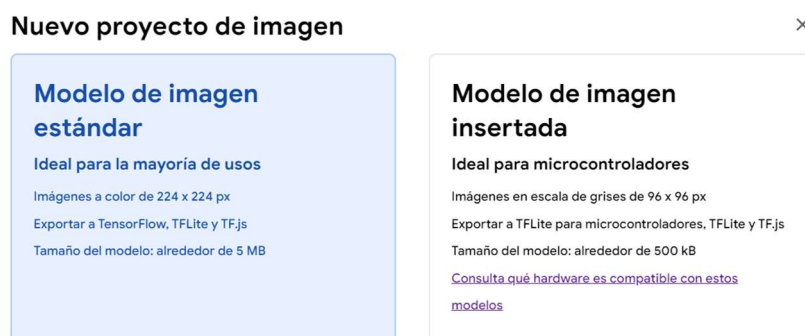 Nuevo proyecto de imagen
Modelo de imagen
estándar
Ideal para la mayoría de usos
Imágenes a color de 224 x 224 px
Exportar a TensorFlow, TFLite y TF.js
Tamaño del modelo: alrededor de 5 MB
Modelo de imagen
insertada
Ideal para microcontroladores
Imágenes en escala de grises de 96 x 96 px
Exportar a TFLite para microcontroladores, TFLite y TF.js
Tamaño del modelo: alrededor de 500 kB
Consulta qué hardware es compatible con estos
modelos